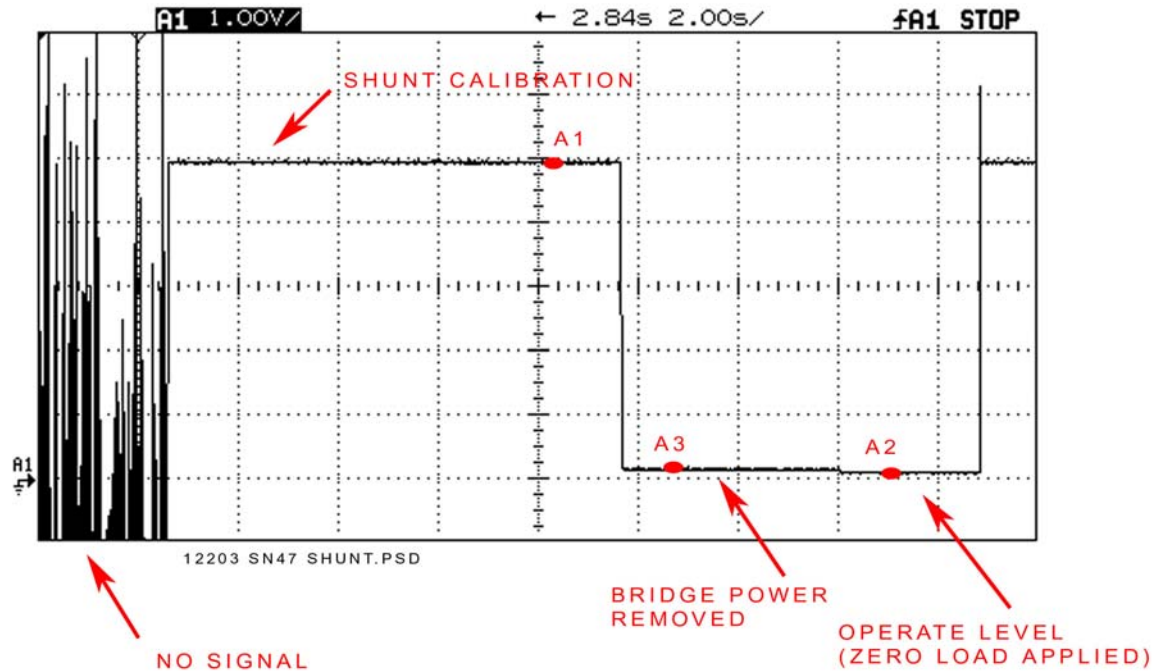 A1 1.00V/ ← 2.84s 2.00s/ ƒA1 STOP
SHUNT CALIBRATION
A1
A3
A2
A1
12203 SN47 SHUNT.PSD
BRIDGE POWER
REMOVED
OPERATE LEVEL
(ZERO LOAD APPLIED)
NO SIGNAL